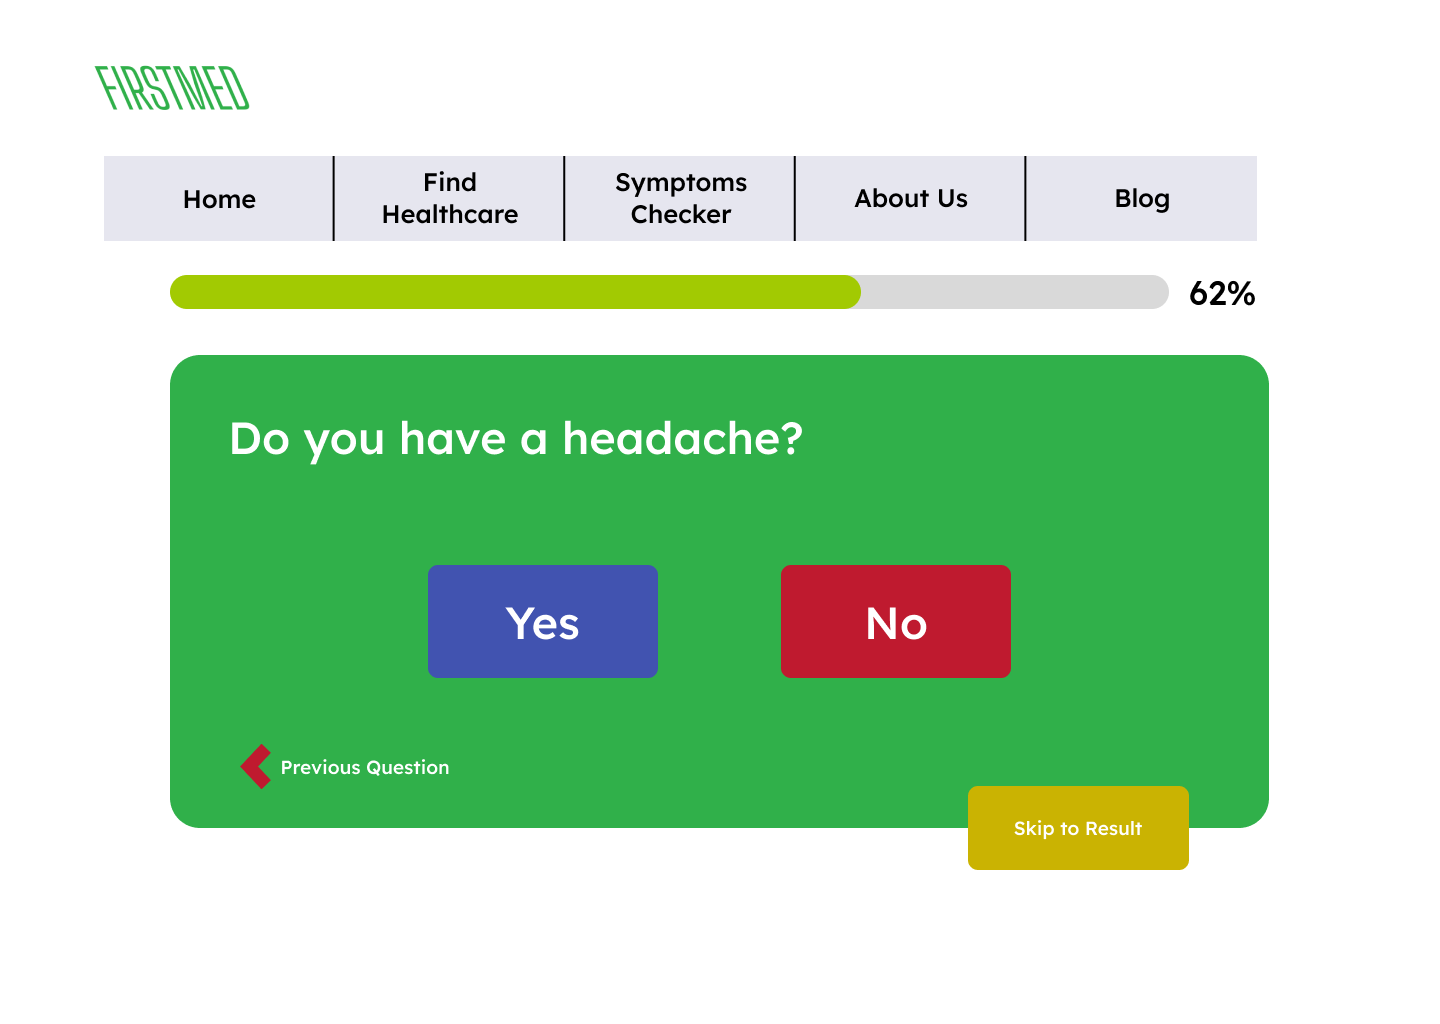 FIRSTMED
Home
Find
Healthcare
Symptoms
Checker
About Us
Blog
62%
Do you have a headache?
Yes
No
Previous Question
Skip to Result